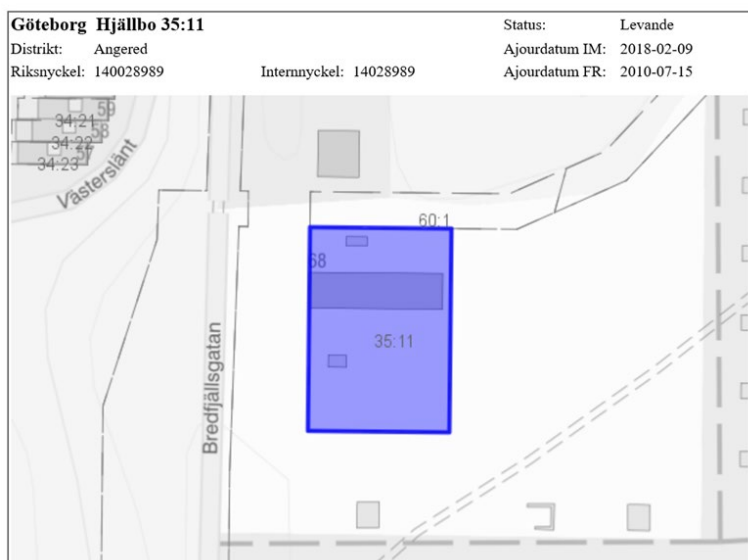 Göteborg Hjällbo 35:11
Status: Levande
Distrikt: Angered
Ajourdatum IM: 2018-02-09
Riksnyckel: 140028989 Internnyckel: 14028989 Ajourdatum FR: 2010-07-15
59
34:21
58
34:22
57
34:23
Västerslänt
60:1
68
35:11
Bredfjällsgatan